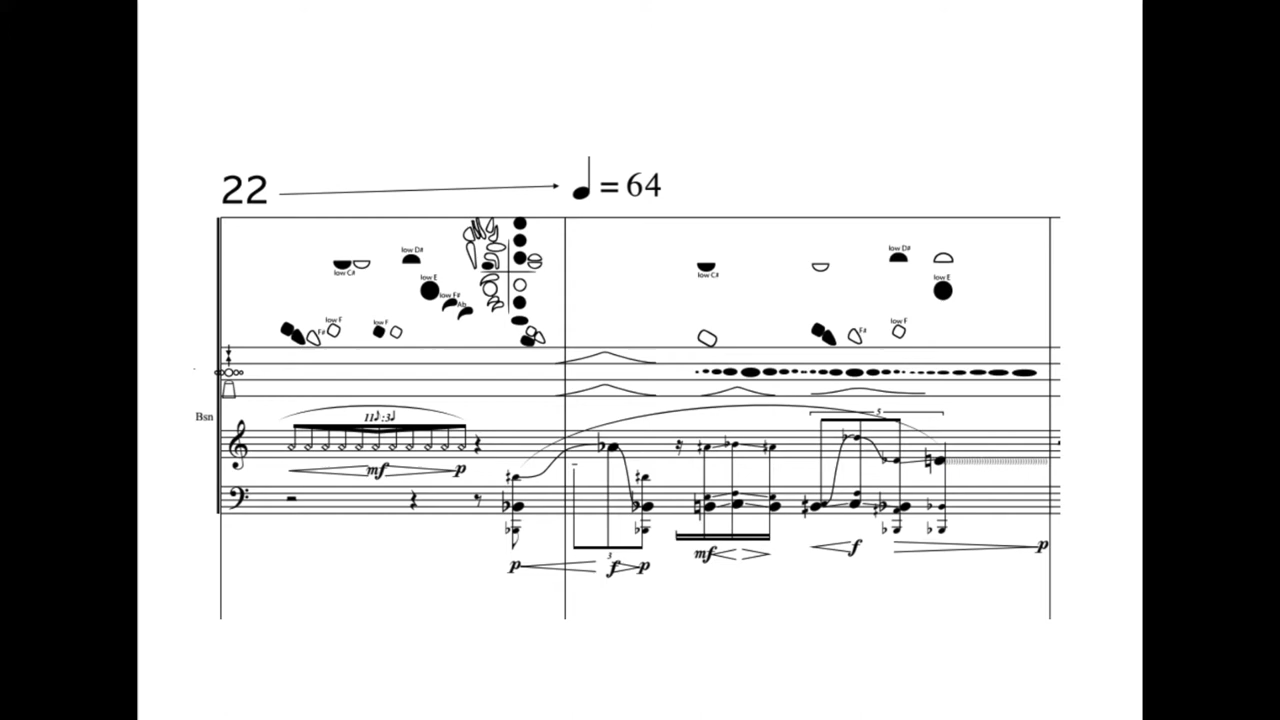 22 = 64
low D# low D#
low C# low C#
low E low E
low F# Ab
low F low F low F
F# F#
Bsn
11 :3
5
mf p
3
p f p mf f p